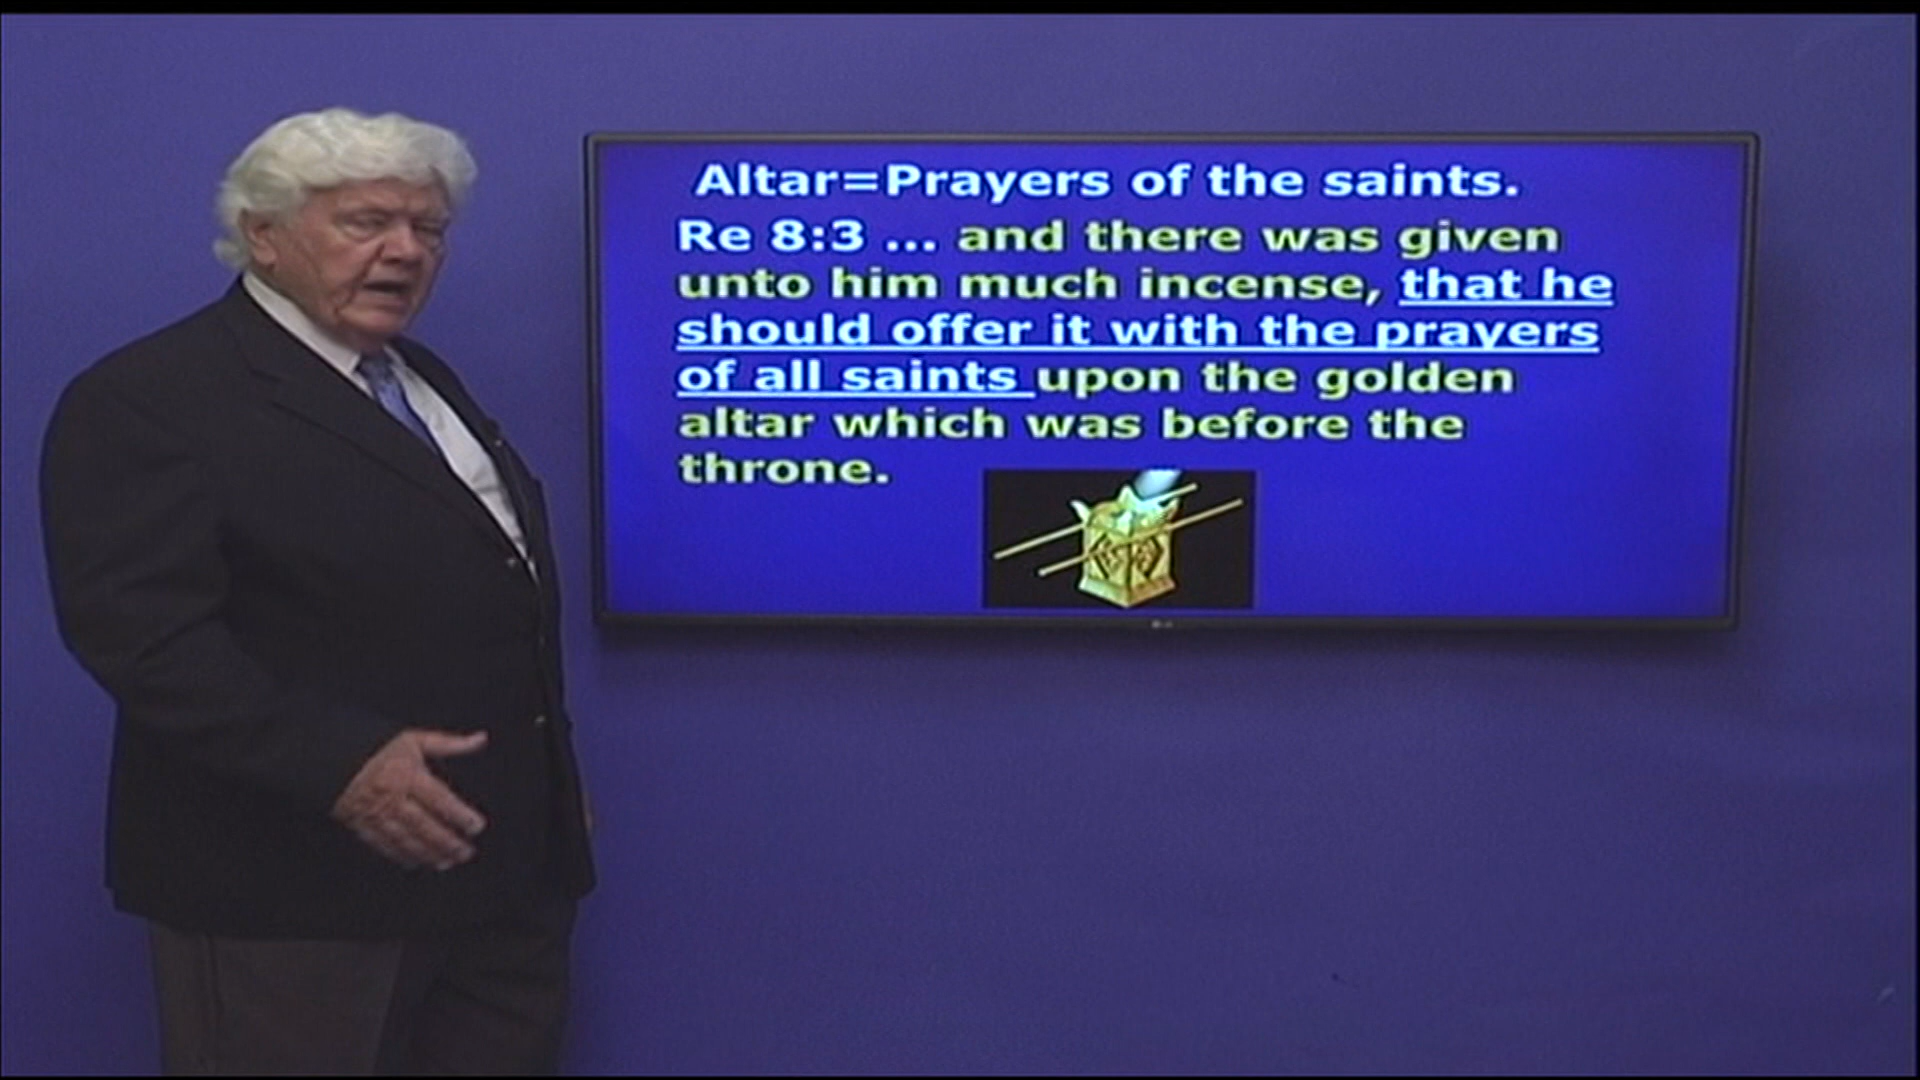 Altar=Prayers of the saints.
Re 8:3 ... and there was given
unto him much incense, that he
should offer it with the prayers
of all saints upon the golden
altar which was before the
throne.